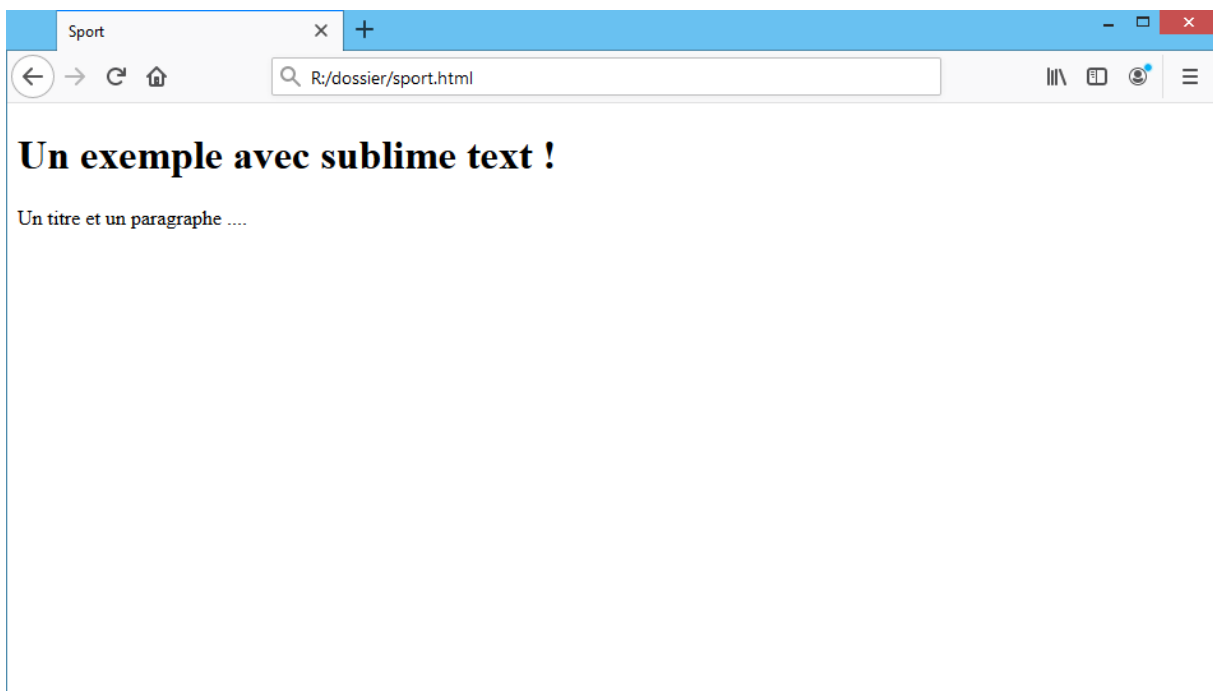 Sport
R:/dossier/sport.html
Un exemple avec sublime text !
Un titre et un paragraphe ....